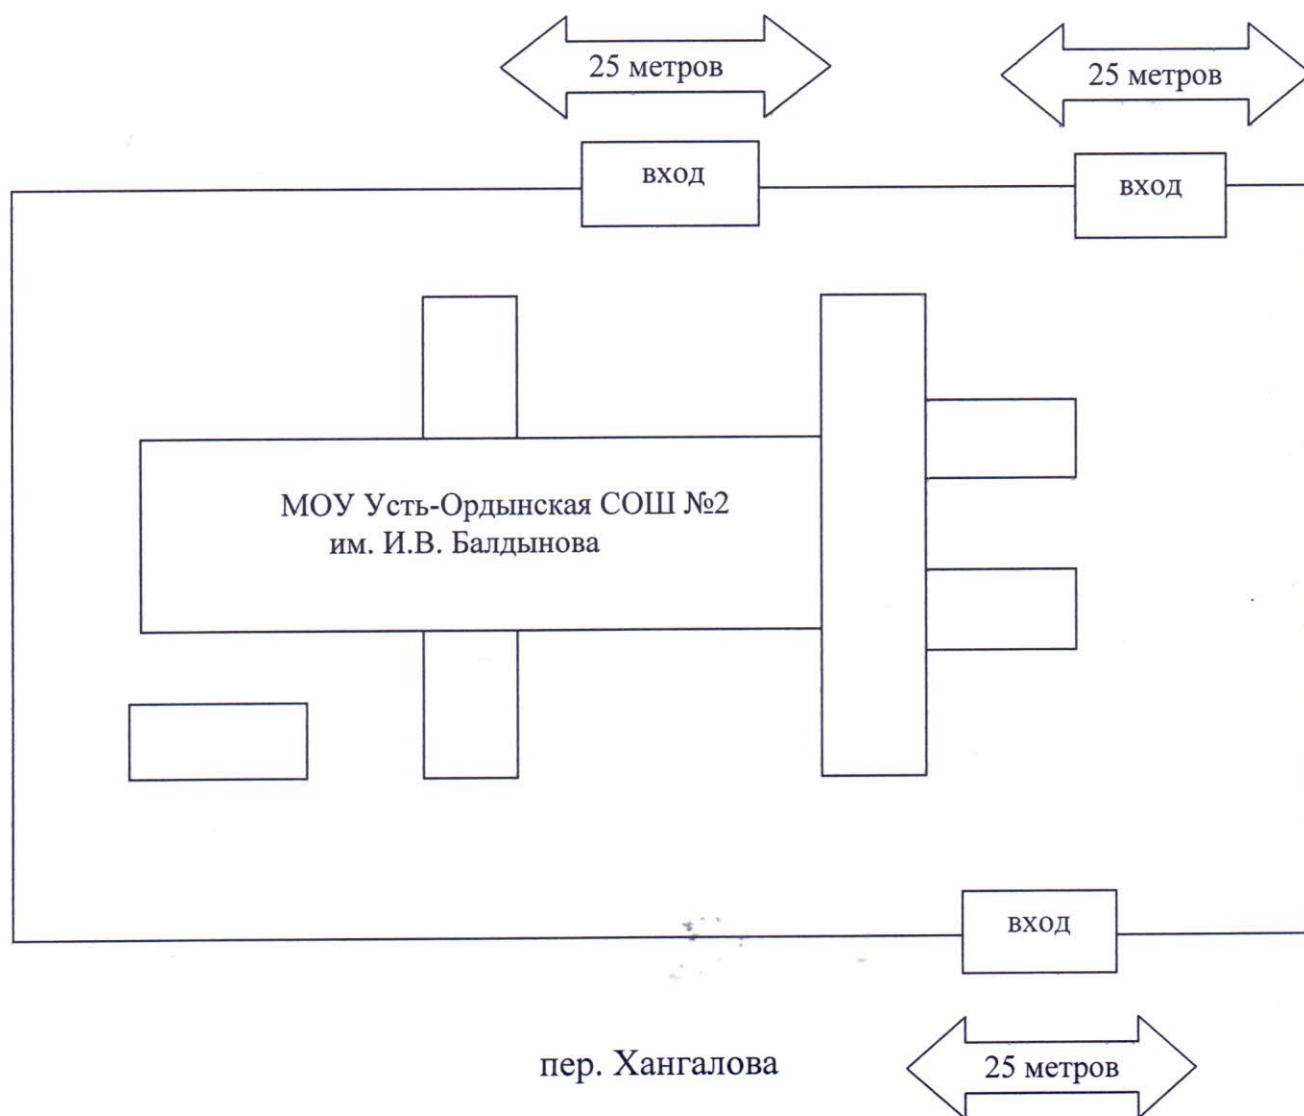 25 метров
25 метров
вход
вход
МОУ Усть-Ордынская СОШ №2
им. И.В. Балдынова
вход
пер. Хангалова
25 метров